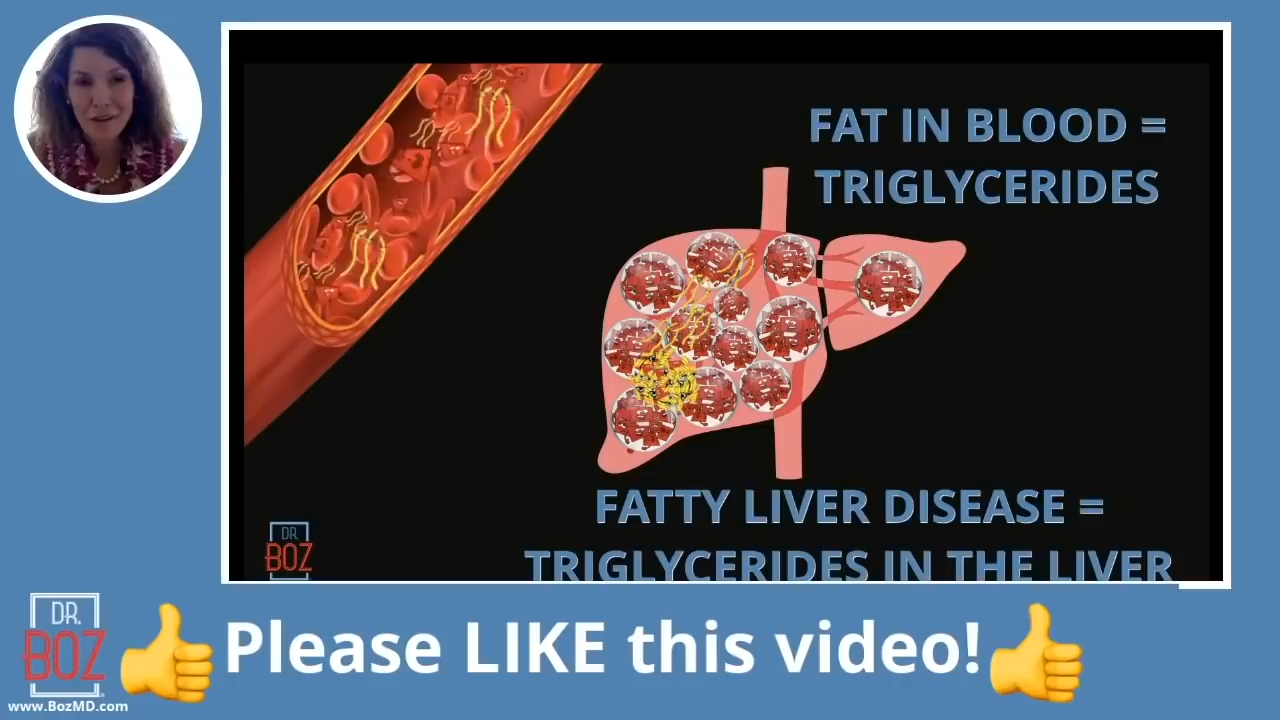 FAT IN BLOOD =
TRIGLYCERIDES
FATTY LIVER DISEASE =
TRIGLYCERIDES IN THE LIVER
DR.
BOZ
DR.
BOZ
Please LIKE this video!
www.BozMD.com